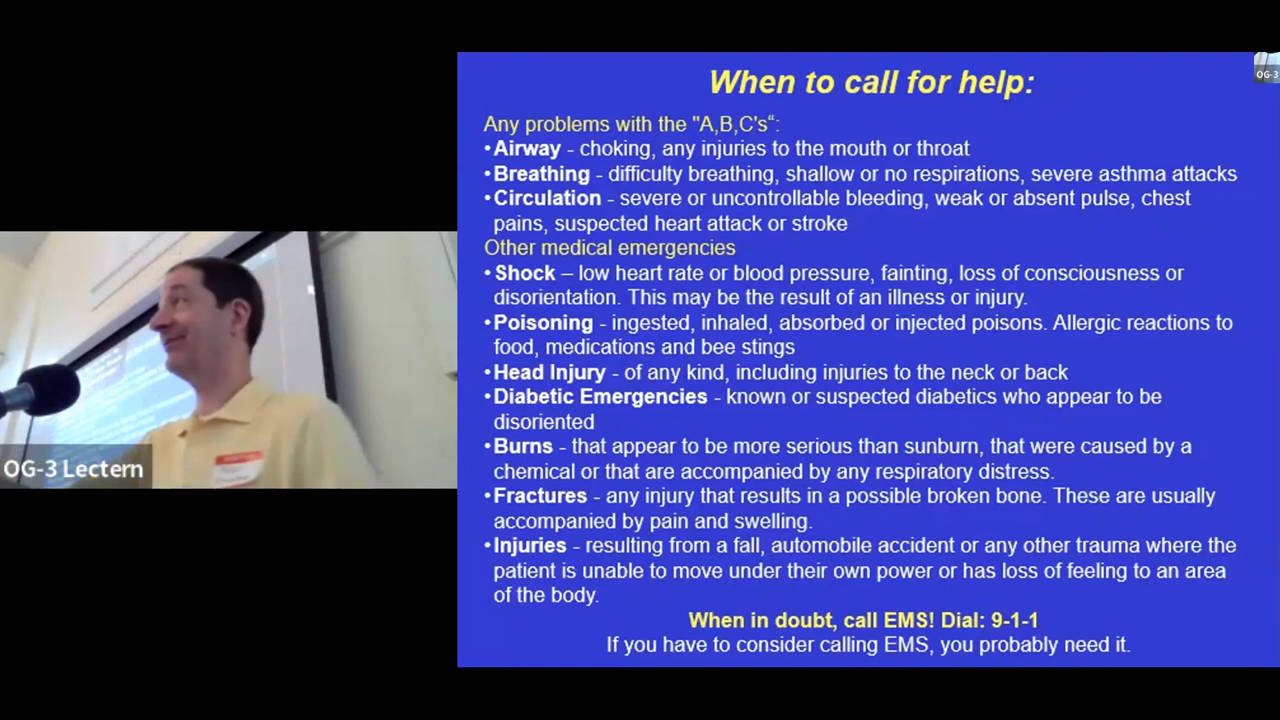 When to call for help:
Any problems with the "A,B,C's“:
•Airway - choking, any injuries to the mouth or throat
•Breathing - difficulty breathing, shallow or no respirations, severe asthma attacks
•Circulation - severe or uncontrollable bleeding, weak or absent pulse, chest
pains, suspected heart attack or stroke
Other medical emergencies
•Shock – low heart rate or blood pressure, fainting, loss of consciousness or
disorientation. This may be the result of an illness or injury.
•Poisoning - ingested, inhaled, absorbed or injected poisons. Allergic reactions to
food, medications and bee stings
•Head Injury - of any kind, including injuries to the neck or back
•Diabetic Emergencies - known or suspected diabetics who appear to be
disoriented
•Burns - that appear to be more serious than sunburn, that were caused by a
chemical or that are accompanied by any respiratory distress.
•Fractures - any injury that results in a possible broken bone. These are usually
accompanied by pain and swelling.
•Injuries - resulting from a fall, automobile accident or any other trauma where the
patient is unable to move under their own power or has loss of feeling to an area
of the body.
When in doubt, call EMS! Dial: 9-1-1
If you have to consider calling EMS, you probably need it.
OG-3 Lectern
OG-3